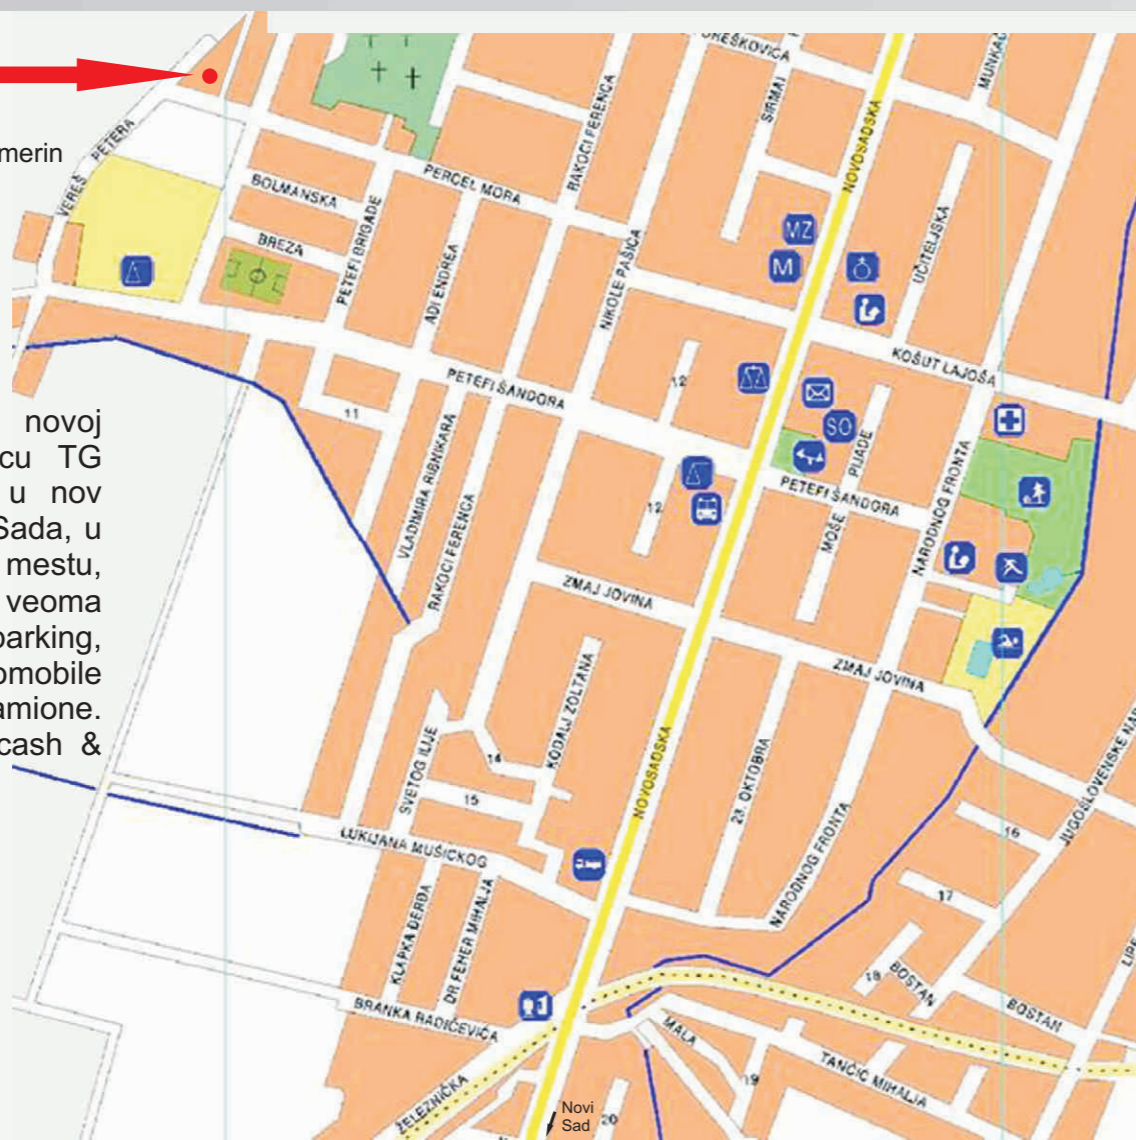 merin
novoj
cu TG
u nov
Sada, u
mestu,
veoma
parking,
omobile
amione.
cash &
VEREŠ PETERA
BOLMANSKA
BREZA
PETEFI BRIGADE
PERCEL MORA
ADI ENDREA
RAKOCI FERENCA
NIKOLE PAŠIĆA
SIRMAI
OREŠKOVICA
NOVOSADSKA
MUNKA
UČITELJSKA
MZ
M
KOŠUT LAJOŠA
PETEFI ŠANDORA
11
12
12
SO
MOŠE PIJADE
PETEFI ŠANDORA
NARODNOG FRONTA
VLADIMIRA RIBNIKARA
RAKOCI FERENCA
ZMAJ JOVINA
ZMAJ JOVINA
KODALJ ZOLTANA
SVETOG ILIJE
14
15
NOVOSADSKA
23. OKTOBRA
NARODNOG FRONTA
JUGOSLOVENSKE NAR
16
17
18
LUKIJANA MUŠICKOG
KLAPKA ĐERĐA
DR FEHER MIHALJA
BRANKA RADIČEVIĆA
ŽELEZNIČKA
MALA
19
20
TANČIC MIHALJA
BOSTAN
BOSTAN
Novi
Sad